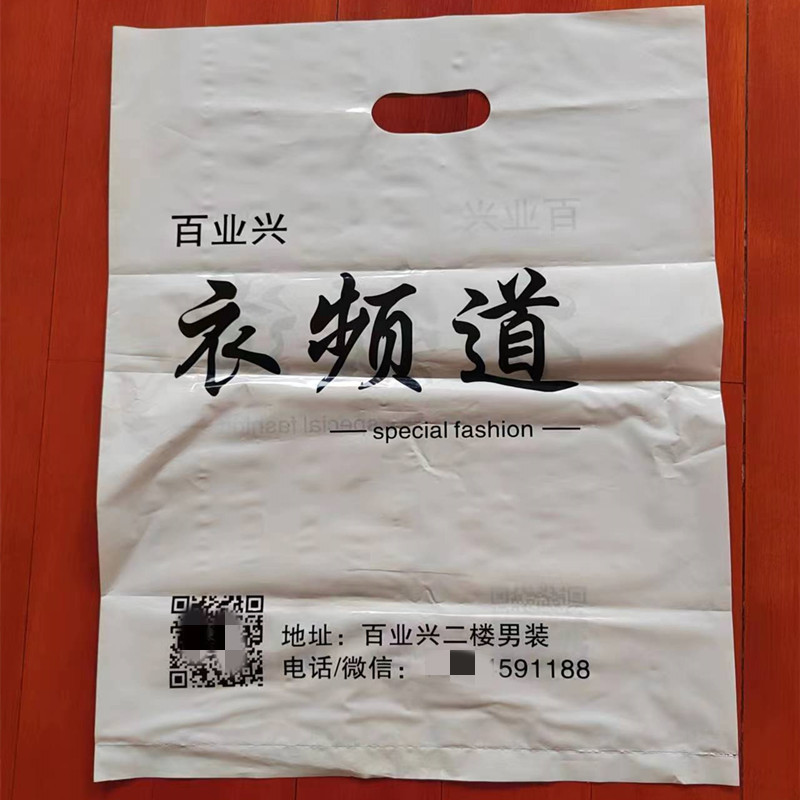 百业兴
衣频道
special fashion
地址：百业兴二楼男装
电话/微信： 591188